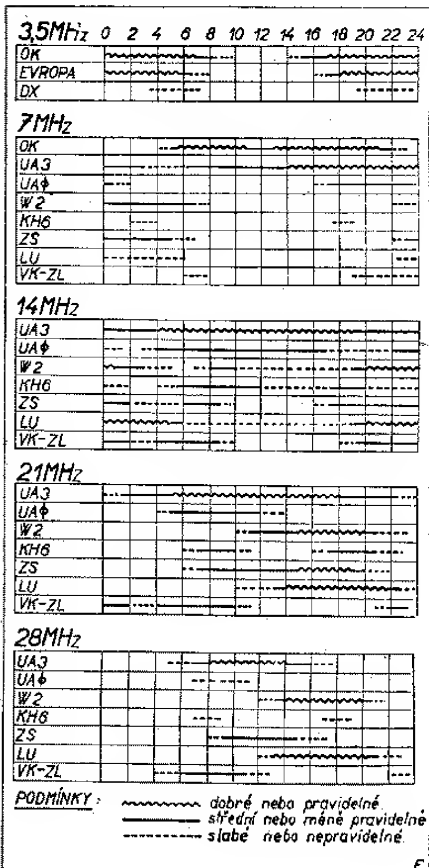 3,5MHz 0 2 4 6 8 10 12 14 16 18 20 22 24
OK
EVROPA
DX
7MHz
OK
UA3
UAΦ
W2
KH6
ZS
LU
VK-ZL
14MHz
UA3
UAΦ
W2
KH6
ZS
LU
VK-ZL
21MHz
UA3
UAΦ
W2
KH6
ZS
LU
VK-ZL
28MHz
UA3
UAΦ
W2
KH6
ZS
LU
VK-ZL
PODMÍNKY: dobré nebo pravidelné
střední nebo méně pravidelné
slabé nebo nepravidelné